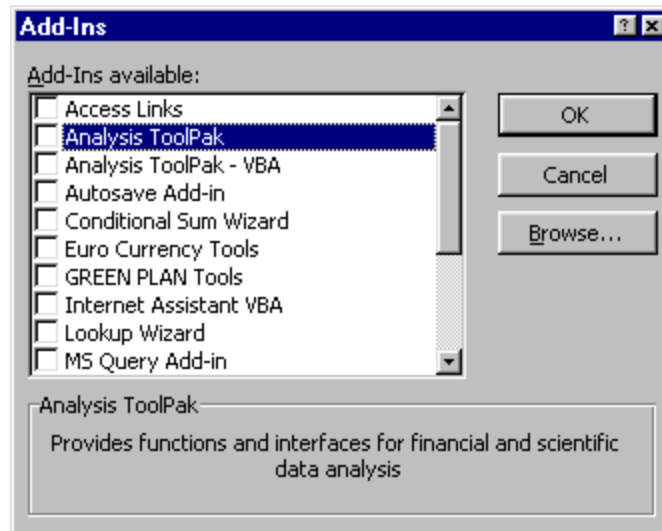 Add-Ins
Add-Ins available:
Access Links
Analysis ToolPak
Analysis ToolPak - VBA
Autosave Add-in
Conditional Sum Wizard
Euro Currency Tools
GREEN PLAN Tools
Internet Assistant VBA
Lookup Wizard
MS Query Add-in
OK
Cancel
Browse...
Analysis ToolPak
Provides functions and interfaces for financial and scientific
data analysis